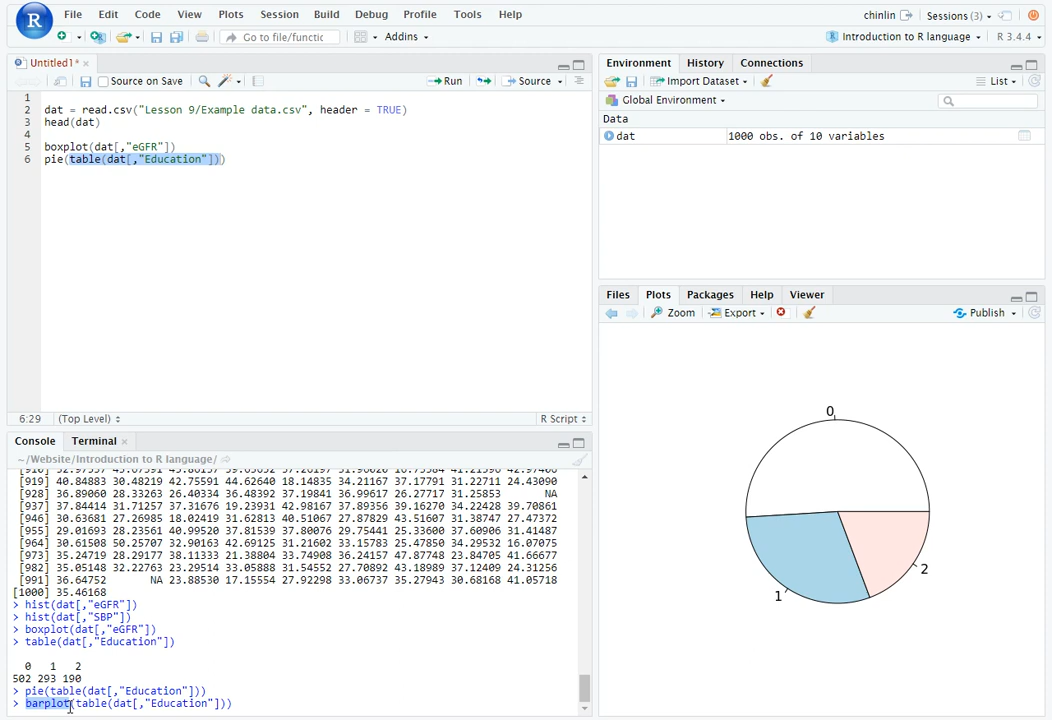 R File Edit Code View Plots Session Build Debug Profile Tools Help chinlin Sessions (3)
Go to file/functic Addins Introduction to R language R 3.4.4
Untitled1* ×
Source on Save Run Source
1
2 dat = read.csv("Lesson 9/Example data.csv", header = TRUE)
3 head(dat)
4
5 boxplot(dat[,"eGFR"])
6 pie(table(dat[,"Education"]))
6:29 (Top Level) R Script
Console Terminal ×
~/Website/Introduction to R language/
[919] 40.84883 30.48219 42.75591 44.62640 18.14835 34.21167 37.17791 31.22711 24.43090
[928] 36.89060 28.33263 26.40334 36.48392 37.19841 36.99617 26.27717 31.25853 NA
[937] 37.84414 31.71257 37.31676 19.23931 42.98167 37.89356 39.16270 34.22428 39.70861
[946] 30.63681 27.26985 18.02419 31.62813 40.51067 27.87829 43.51607 31.38747 27.47372
[955] 29.01693 28.23561 40.99520 37.81539 37.80076 29.75441 25.33600 37.60906 31.41487
[964] 30.61508 50.25707 32.90163 42.69125 31.21602 33.15783 25.47850 34.29532 16.07075
[973] 35.24719 28.29177 38.11333 21.38804 33.74908 36.24157 47.87748 23.84705 41.66677
[982] 35.05148 32.22763 23.29514 33.05888 31.54552 27.70892 43.18989 37.12409 24.31256
[991] 36.64752 NA 23.88530 17.15554 27.92298 33.06737 35.27943 30.68168 41.05718
[1000] 35.46168
> hist(dat[,"eGFR"])
> hist(dat[,"SBP"])
> boxplot(dat[,"eGFR"])
> table(dat[,"Education"])
0 1 2
502 293 190
> pie(table(dat[,"Education"]))
> barplot(table(dat[,"Education"]))
Environment History Connections
Import Dataset List
Global Environment
Data
dat 1000 obs. of 10 variables
Files Plots Packages Help Viewer
Zoom Export Publish
0
1
2